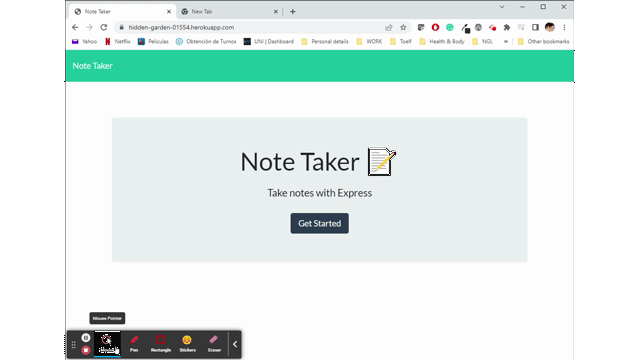 Note Taker
New Tab
hidden-garden-01554.herokuapp.com
Yahoo
Netflix
Peliculas
Obtención de Turnos
UNI | Dashboard
Personal details
WORK
Toelf
Health & Body
NGL
Other bookmarks
Note Taker
Note Taker
Take notes with Express
Get Started
Mouse Pointer
Pen
Rectangle
Stickers
Eraser